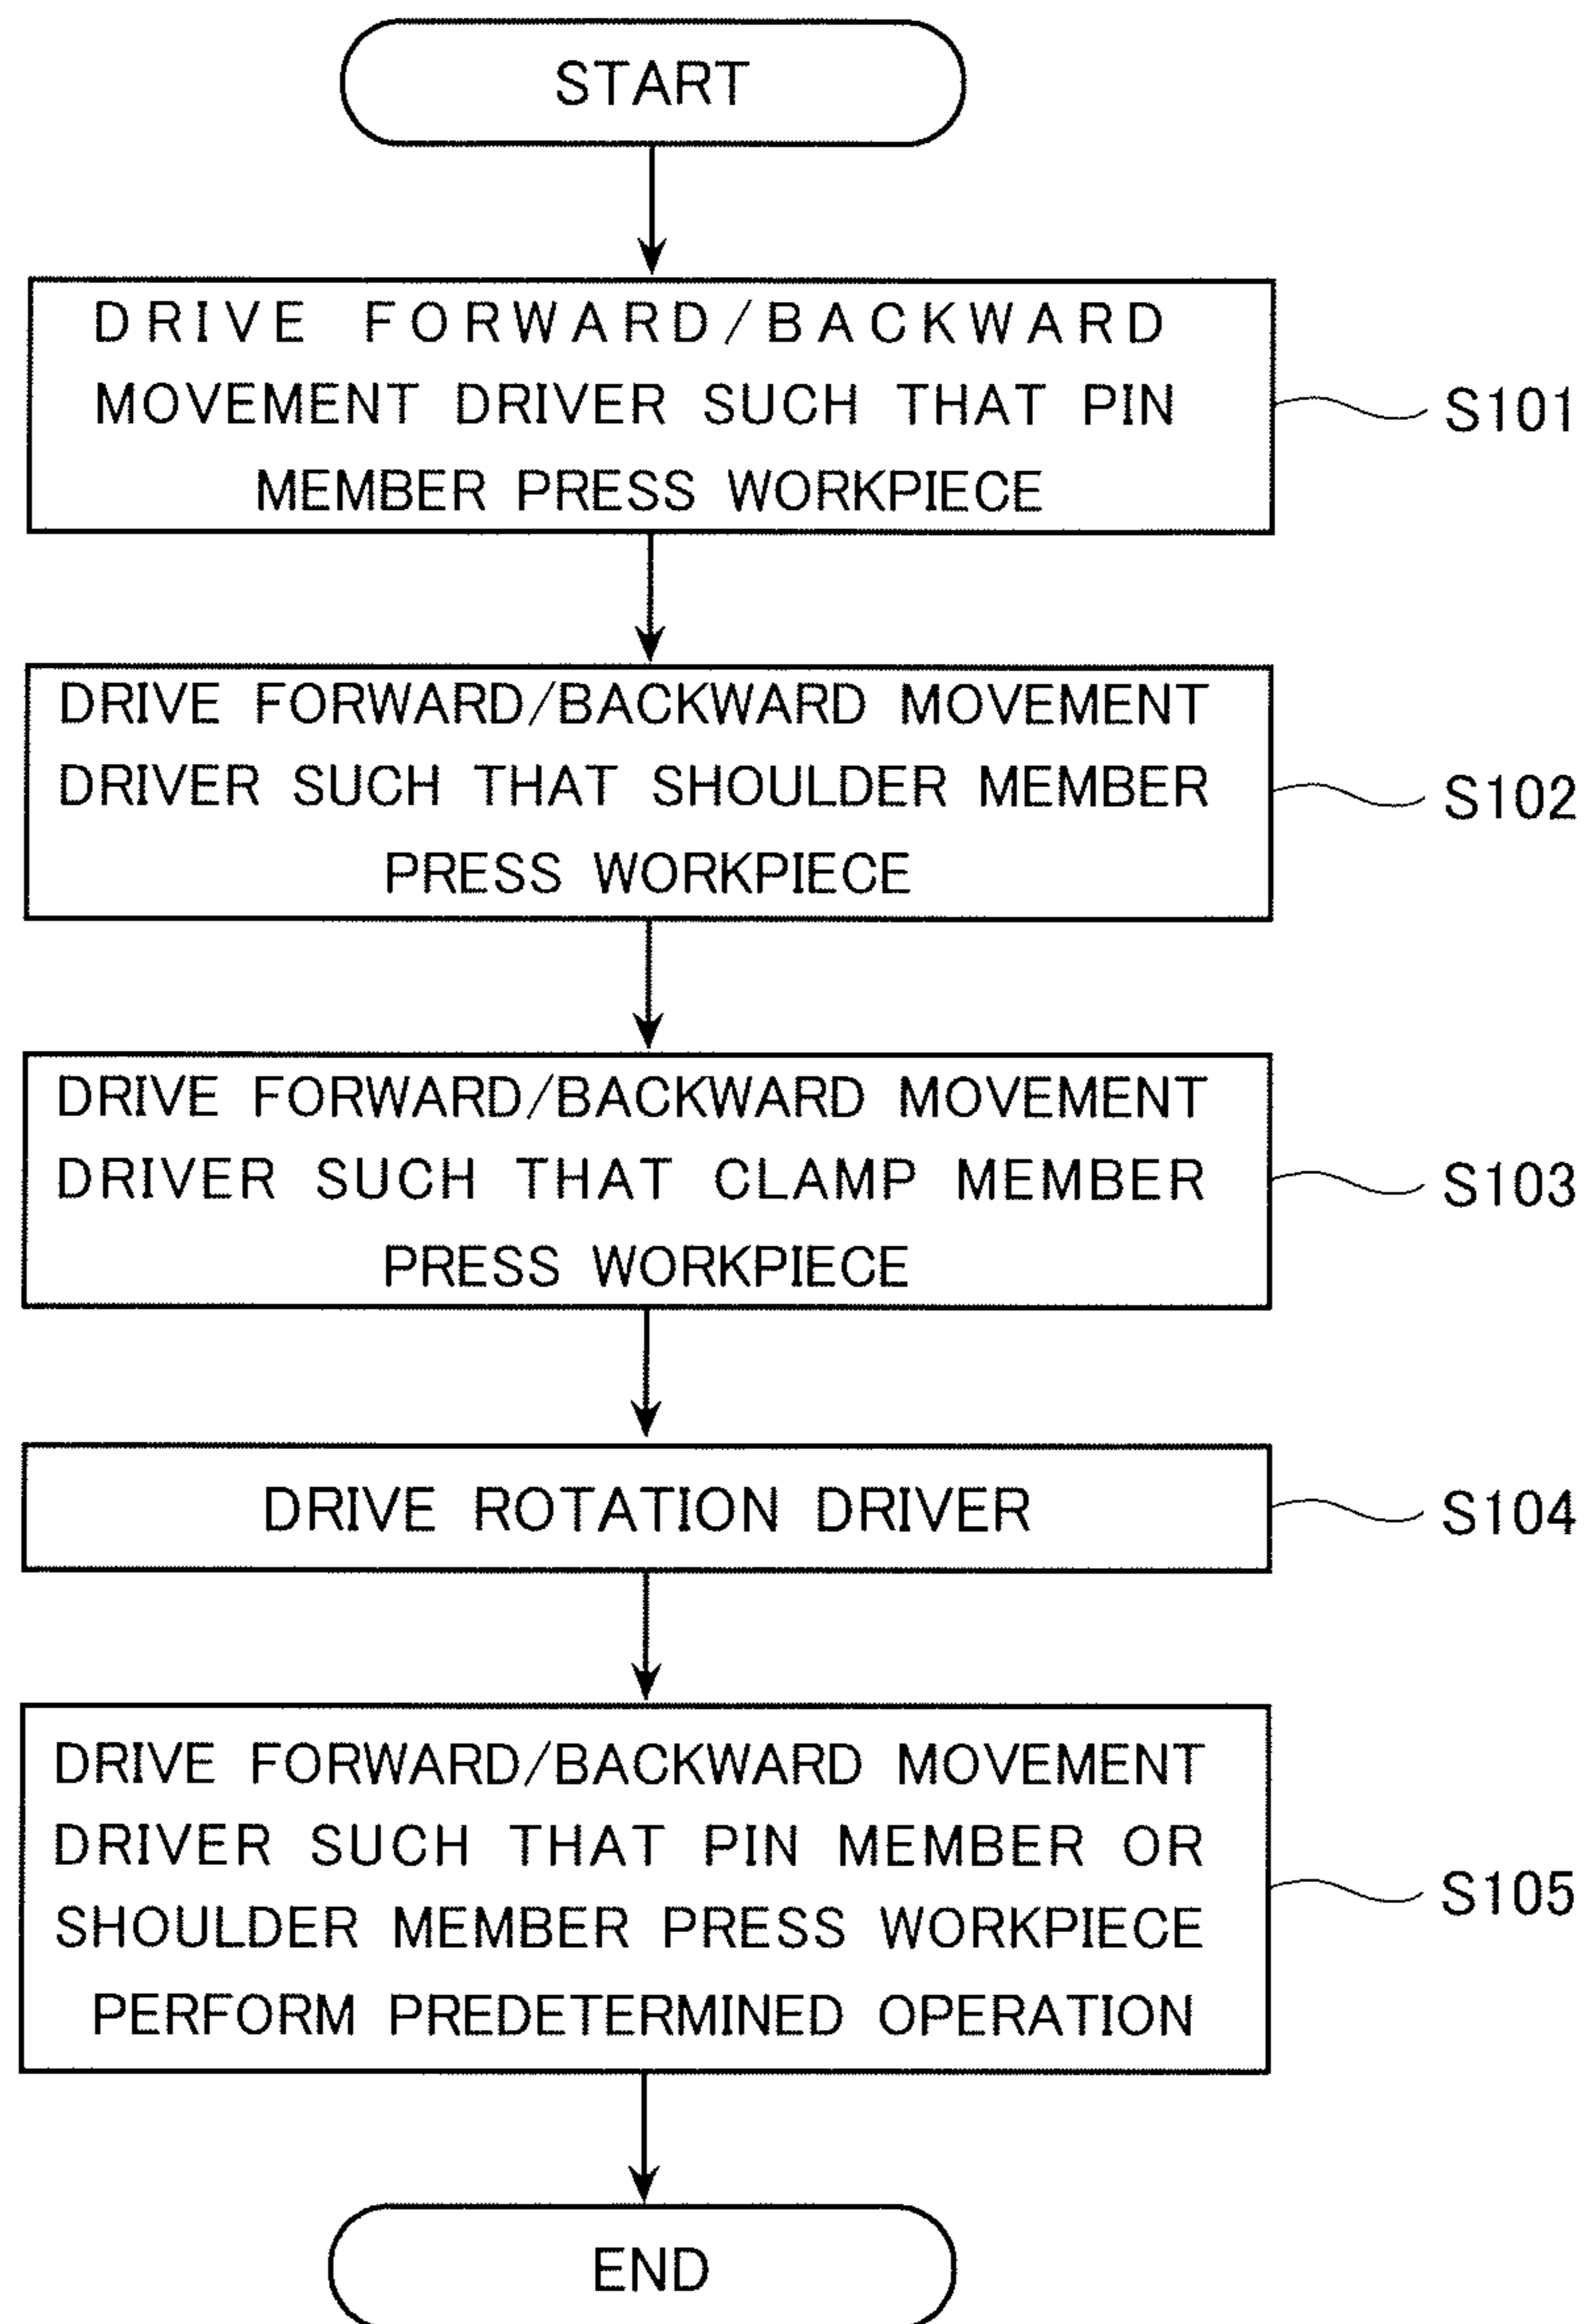 START
DRIVE FORWARD/BACKWARD
MOVEMENT DRIVER SUCH THAT PIN
MEMBER PRESS WORKPIECE
S101
DRIVE FORWARD/BACKWARD MOVEMENT
DRIVER SUCH THAT SHOULDER MEMBER
PRESS WORKPIECE
S102
DRIVE FORWARD/BACKWARD MOVEMENT
DRIVER SUCH THAT CLAMP MEMBER
PRESS WORKPIECE
S103
DRIVE ROTATION DRIVER
S104
DRIVE FORWARD/BACKWARD MOVEMENT
DRIVER SUCH THAT PIN MEMBER OR
SHOULDER MEMBER PRESS WORKPIECE
PERFORM PREDETERMINED OPERATION
S105
END